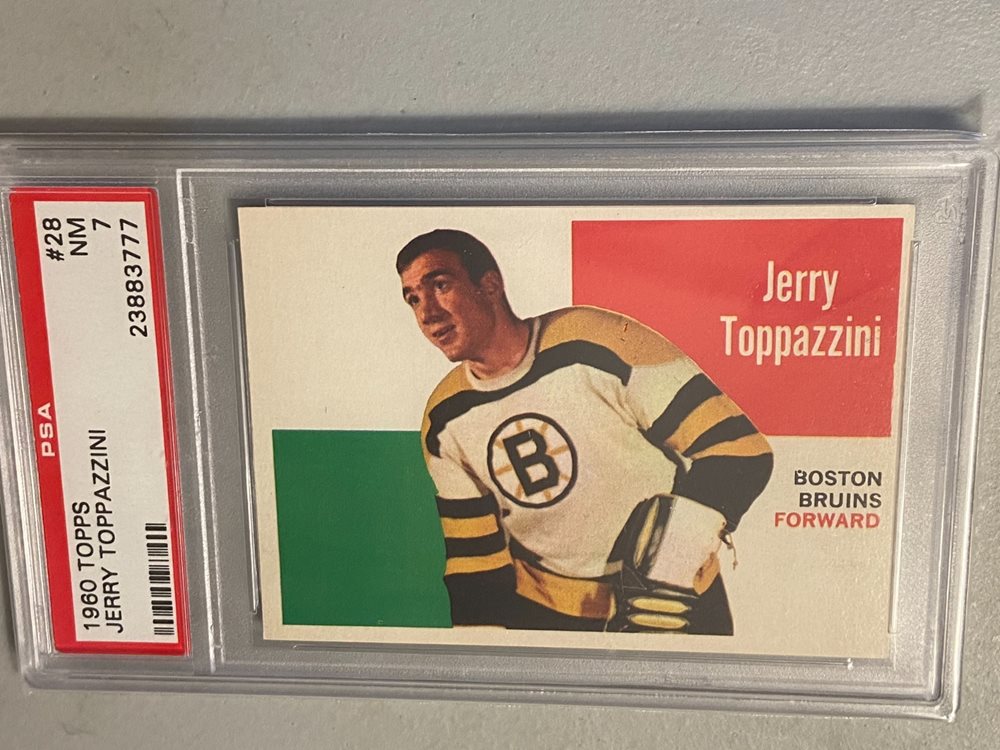 1960 TOPPS
JERRY TOPPAZZINI
#28
NM
7
23883777
PSA
Jerry
Toppazzini
BOSTON
BRUINS
FORWARD
B